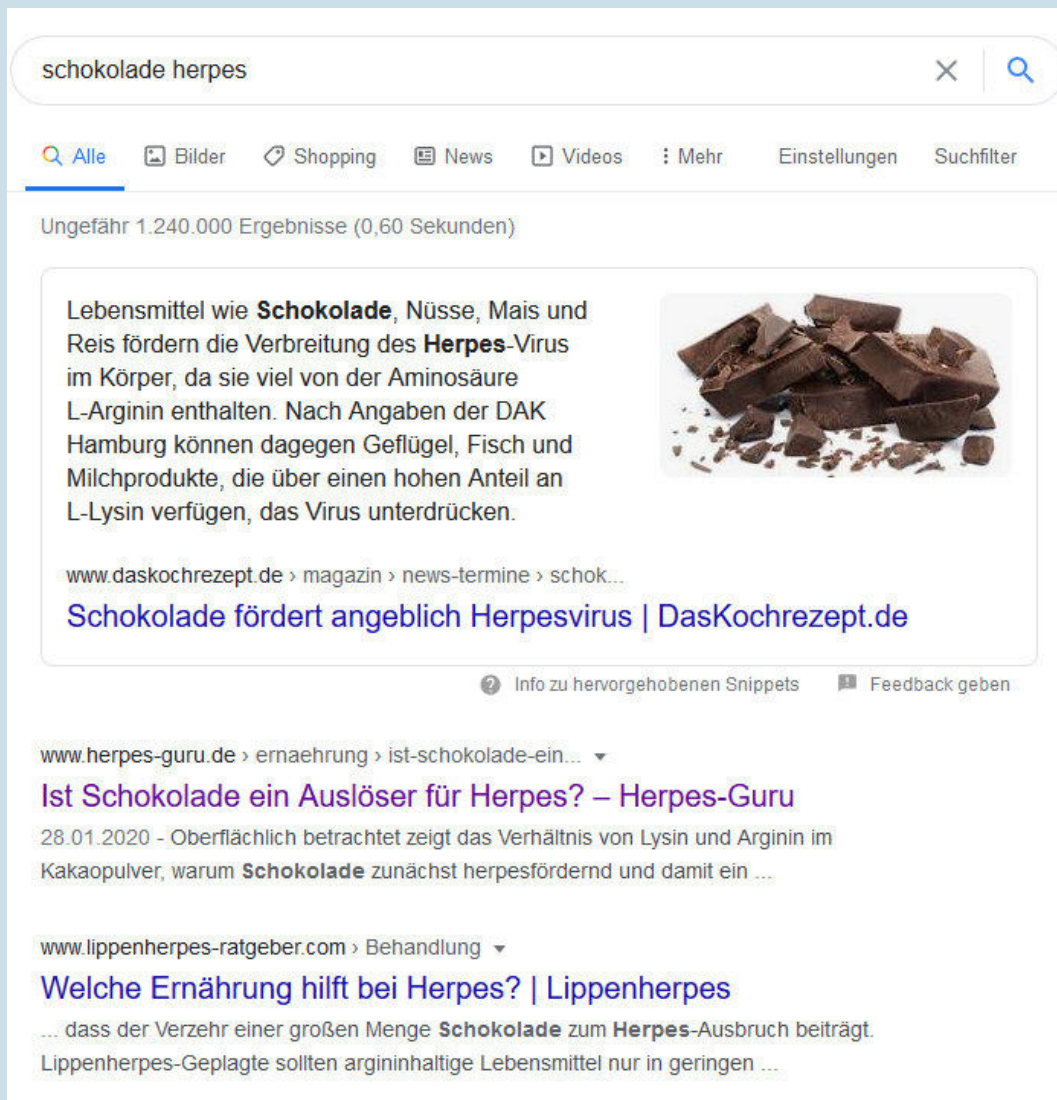 schokolade herpes
Alle Bilder Shopping News Videos Mehr Einstellungen Suchfilter
Ungefähr 1.240.000 Ergebnisse (0,60 Sekunden)
Lebensmittel wie Schokolade, Nüsse, Mais und
Reis fördern die Verbreitung des Herpes-Virus
im Körper, da sie viel von der Aminosäure
L-Arginin enthalten. Nach Angaben der DAK
Hamburg können dagegen Geflügel, Fisch und
Milchprodukte, die über einen hohen Anteil an
L-Lysin verfügen, das Virus unterdrücken.
www.daskochrezept.de › magazin › news-termine › schok...
Schokolade fördert angeblich Herpesvirus | DasKochrezept.de
Info zu hervorgehobenen Snippets Feedback geben
www.herpes-guru.de › ernaehrung › ist-schokolade-ein...
Ist Schokolade ein Auslöser für Herpes? – Herpes-Guru
28.01.2020 - Oberflächlich betrachtet zeigt das Verhältnis von Lysin und Arginin im
Kakaopulver, warum Schokolade zunächst herpesfördernd und damit ein ...
www.lippenherpes-ratgeber.com › Behandlung
Welche Ernährung hilft bei Herpes? | Lippenherpes
... dass der Verzehr einer großen Menge Schokolade zum Herpes-Ausbruch beiträgt.
Lippenherpes-Geplagte sollten argininhaltige Lebensmittel nur in geringen ...